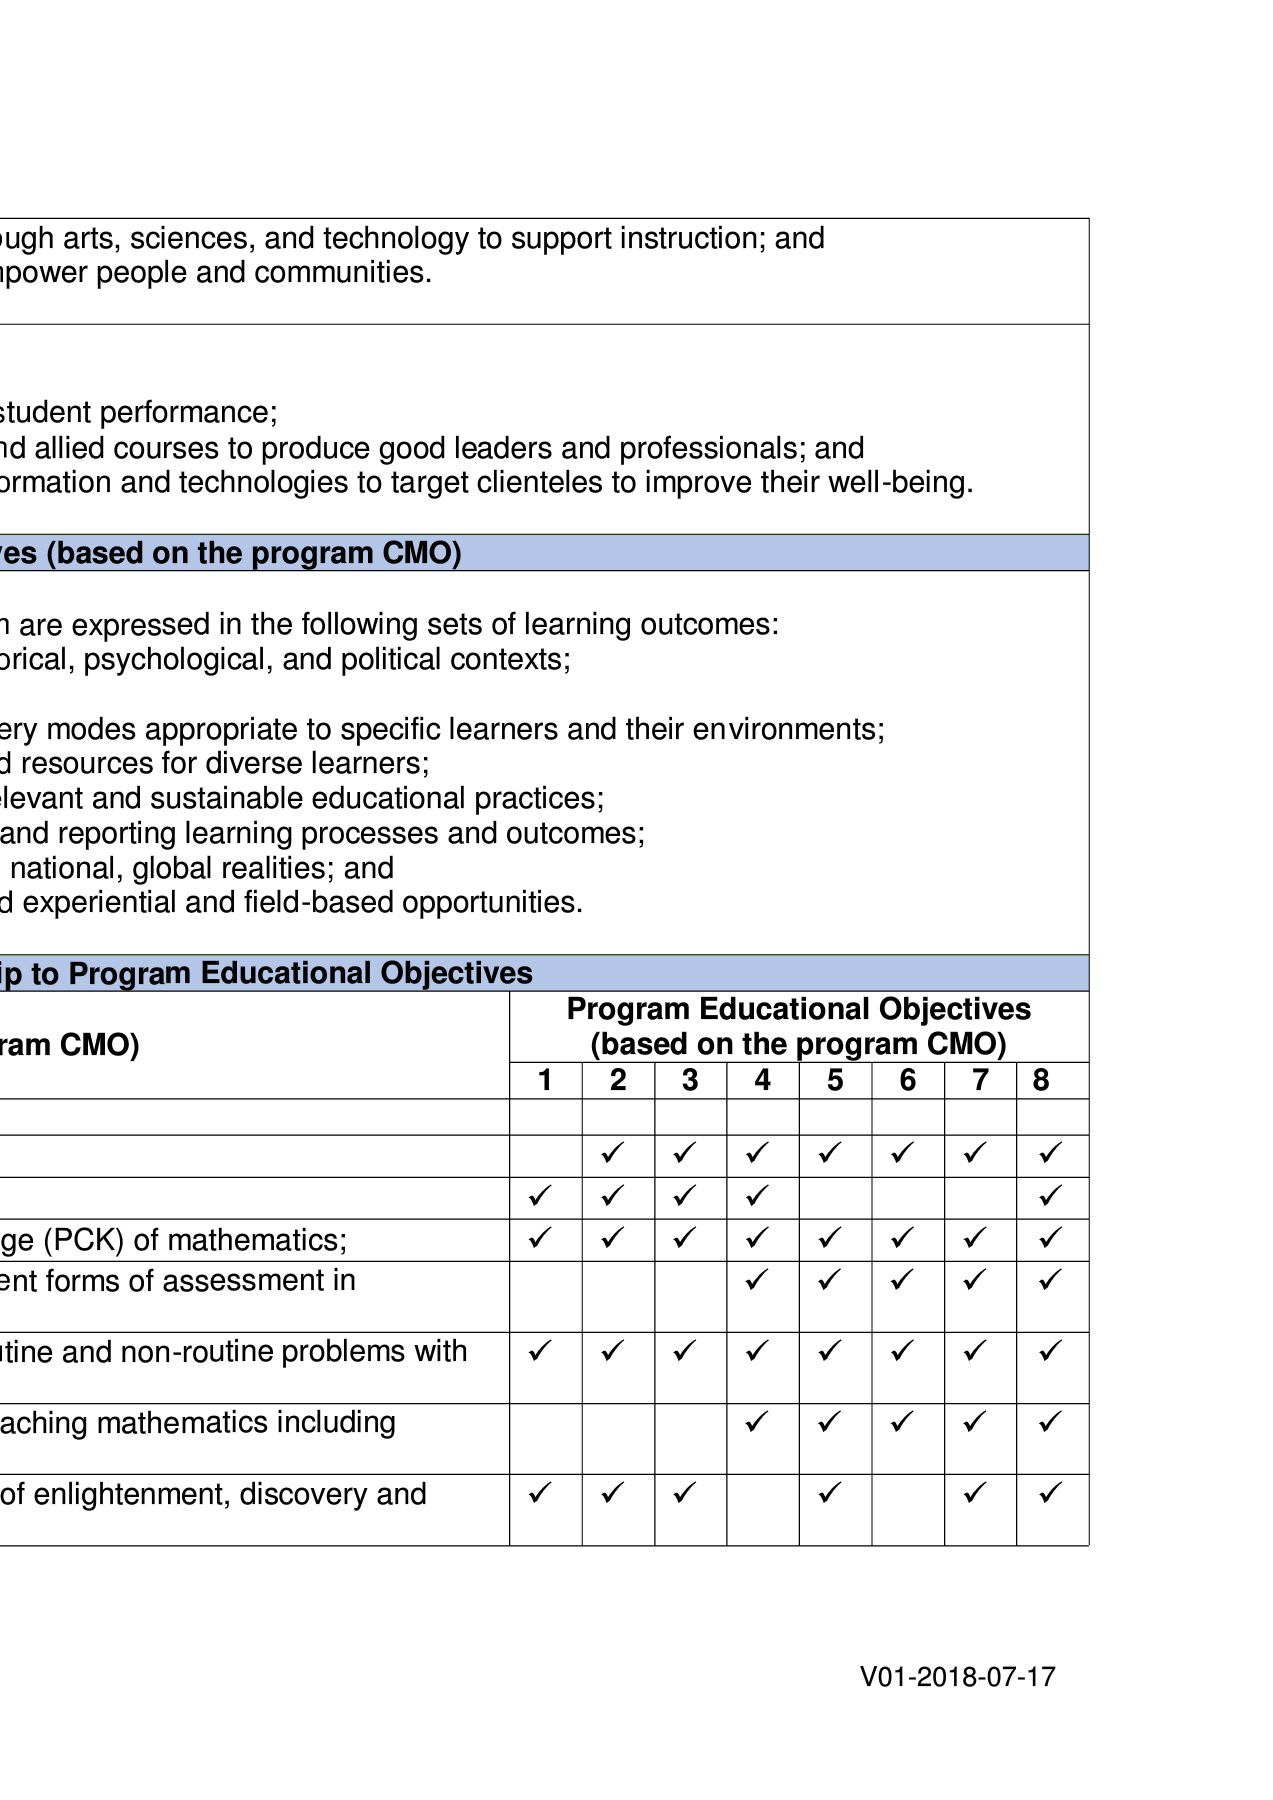 ough arts, sciences, and technology to support instruction; and
mpower people and communities.
student performance;
nd allied courses to produce good leaders and professionals; and
ormation and technologies to target clienteles to improve their well-being.
ves (based on the program CMO)
n are expressed in the following sets of learning outcomes:
orical, psychological, and political contexts;
ery modes appropriate to specific learners and their environments;
d resources for diverse learners;
elevant and sustainable educational practices;
and reporting learning processes and outcomes;
national, global realities; and
d experiential and field-based opportunities.
ip to Program Educational Objectives
Program Educational Objectives
(based on the program CMO)
ram CMO)
1 2 3 4 5 6 7 8
✓ ✓ ✓ ✓ ✓ ✓ ✓
✓ ✓ ✓ ✓ ✓
ge (PCK) of mathematics; ✓ ✓ ✓ ✓ ✓ ✓ ✓ ✓
ent forms of assessment in ✓ ✓ ✓ ✓ ✓
utine and non-routine problems with ✓ ✓ ✓ ✓ ✓ ✓ ✓ ✓
aching mathematics including ✓ ✓ ✓ ✓ ✓
of enlightenment, discovery and ✓ ✓ ✓ ✓ ✓ ✓
V01-2018-07-17